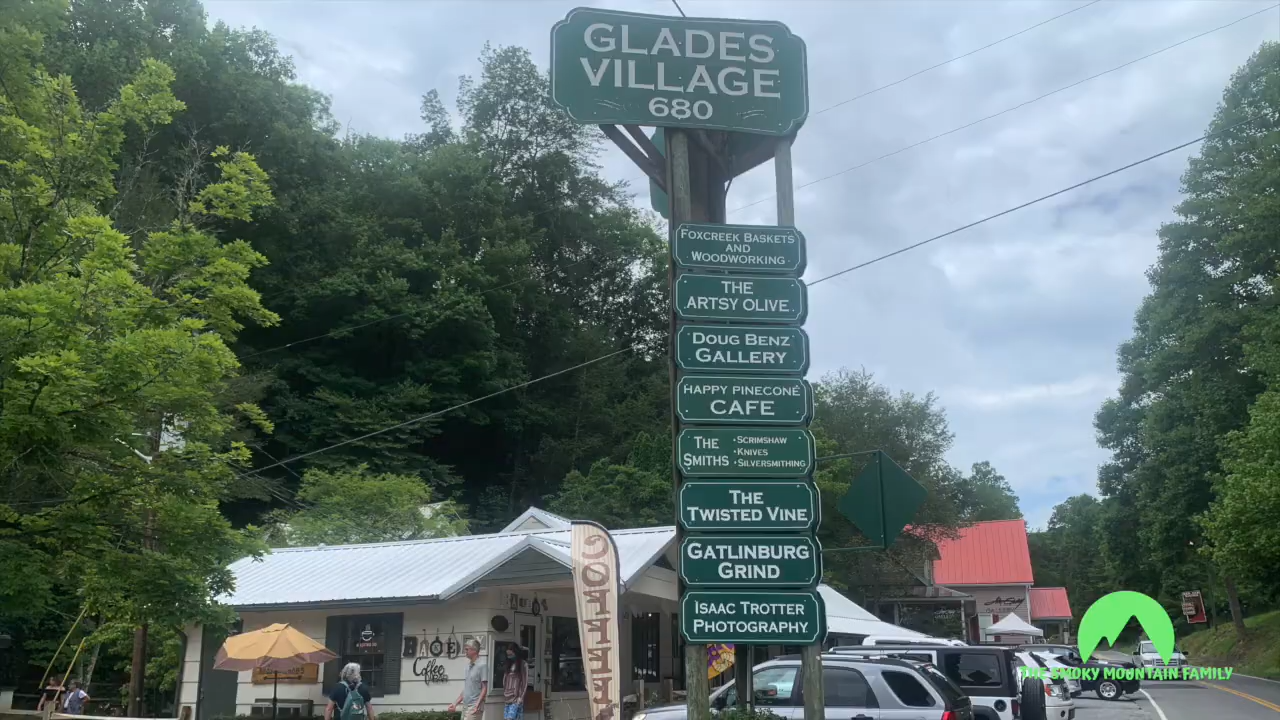 GLADES
VILLAGE
680
FOXCREEK BASKETS
AND
WOODWORKING
THE
ARTSY OLIVE
DOUG BENZ
GALLERY
HAPPY PINECONE
CAFE
THE SMITHS
•SCRIMSHAW
•KNIVES
•SILVERSMITHING
THE
TWISTED VINE
GATLINBURG
GRIND
ISAAC TROTTER
PHOTOGRAPHY
COFFEE
Coffee
THE SMOKY MOUNTAIN FAMILY